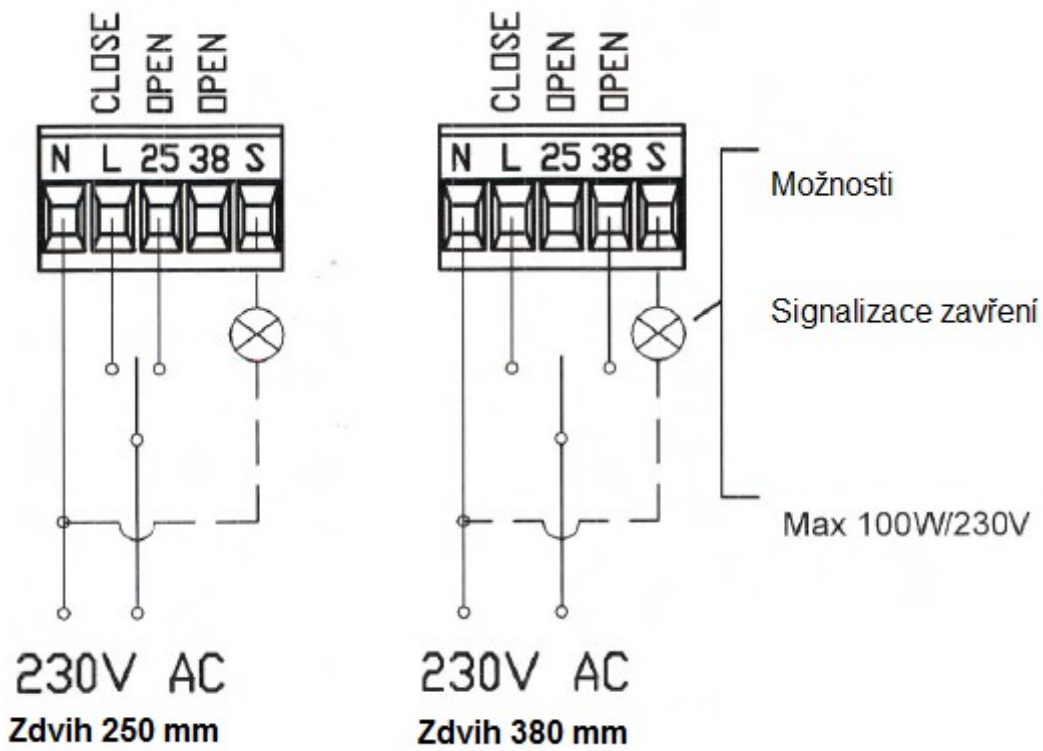 CLOSE
OPEN
OPEN
N L 25 38 S
230V AC
Zdvih 250 mm
CLOSE
OPEN
OPEN
N L 25 38 S
230V AC
Zdvih 380 mm
Možnosti
Signalizace zavření
Max 100W/230V